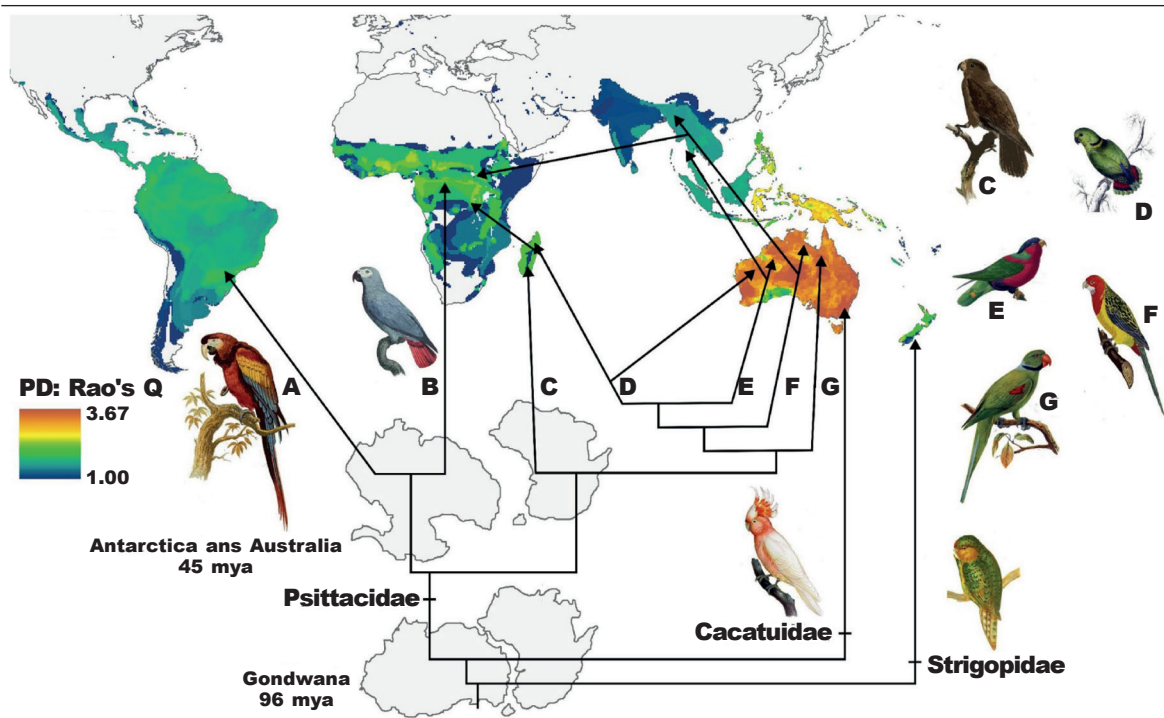 C
D
E
F
G
PD: Rao's Q
3.67
1.00
A
B
C
D
E
F
G
Antarctica ans Australia
45 mya
Psittacidae
Cacatuidae
Strigopidae
Gondwana
96 mya